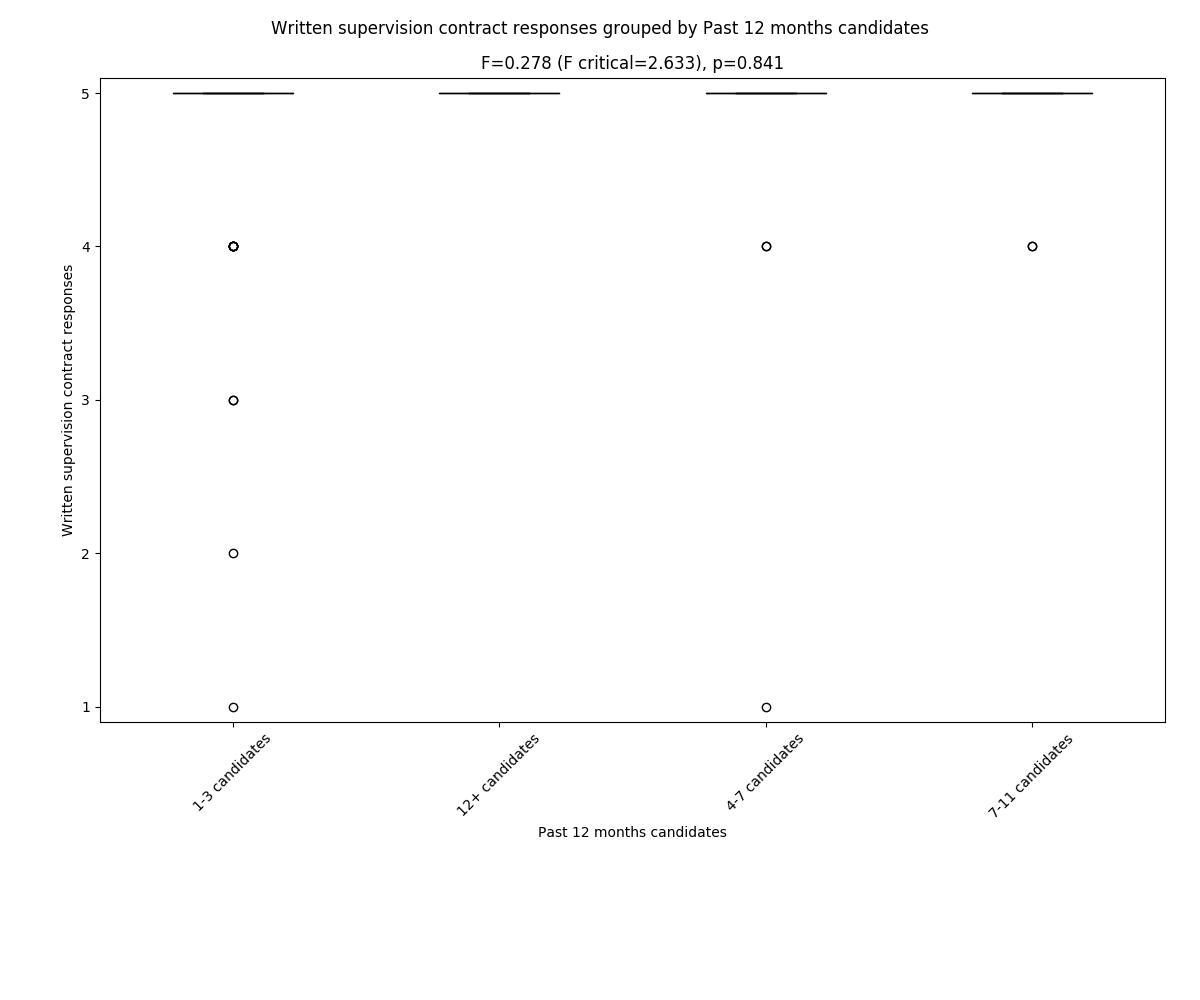 Written supervision contract responses grouped by Past 12 months candidates
F=0.278 (F critical=2.633), p=0.841
5
4
3
2
1
Written supervision contract responses
1-3 candidates
12+ candidates
4-7 candidates
7-11 candidates
Past 12 months candidates